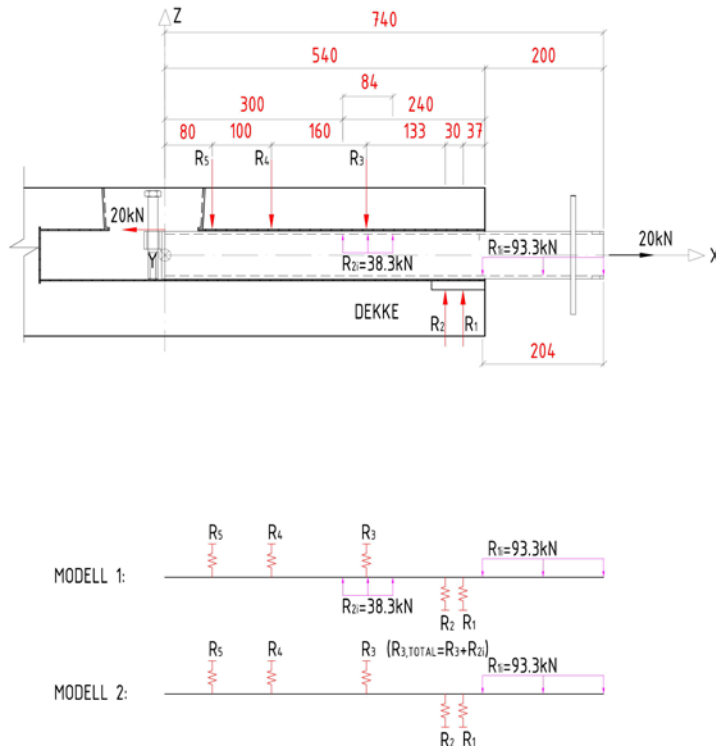 Z
740
540 200
84
300 240
80 100 160 133 30 37
R5 R4 R3
20kN
R1i=93.3kN
20kN
Y
X
R2i=38.3kN
DEKKE
R2 R1
204
R5 R4 R3
R1i=93.3kN
MODELL 1:
R2i=38.3kN
R2 R1
R5 R4 R3 (R3,TOTAL=R3+R2i)
R1i=93.3kN
MODELL 2:
R2 R1